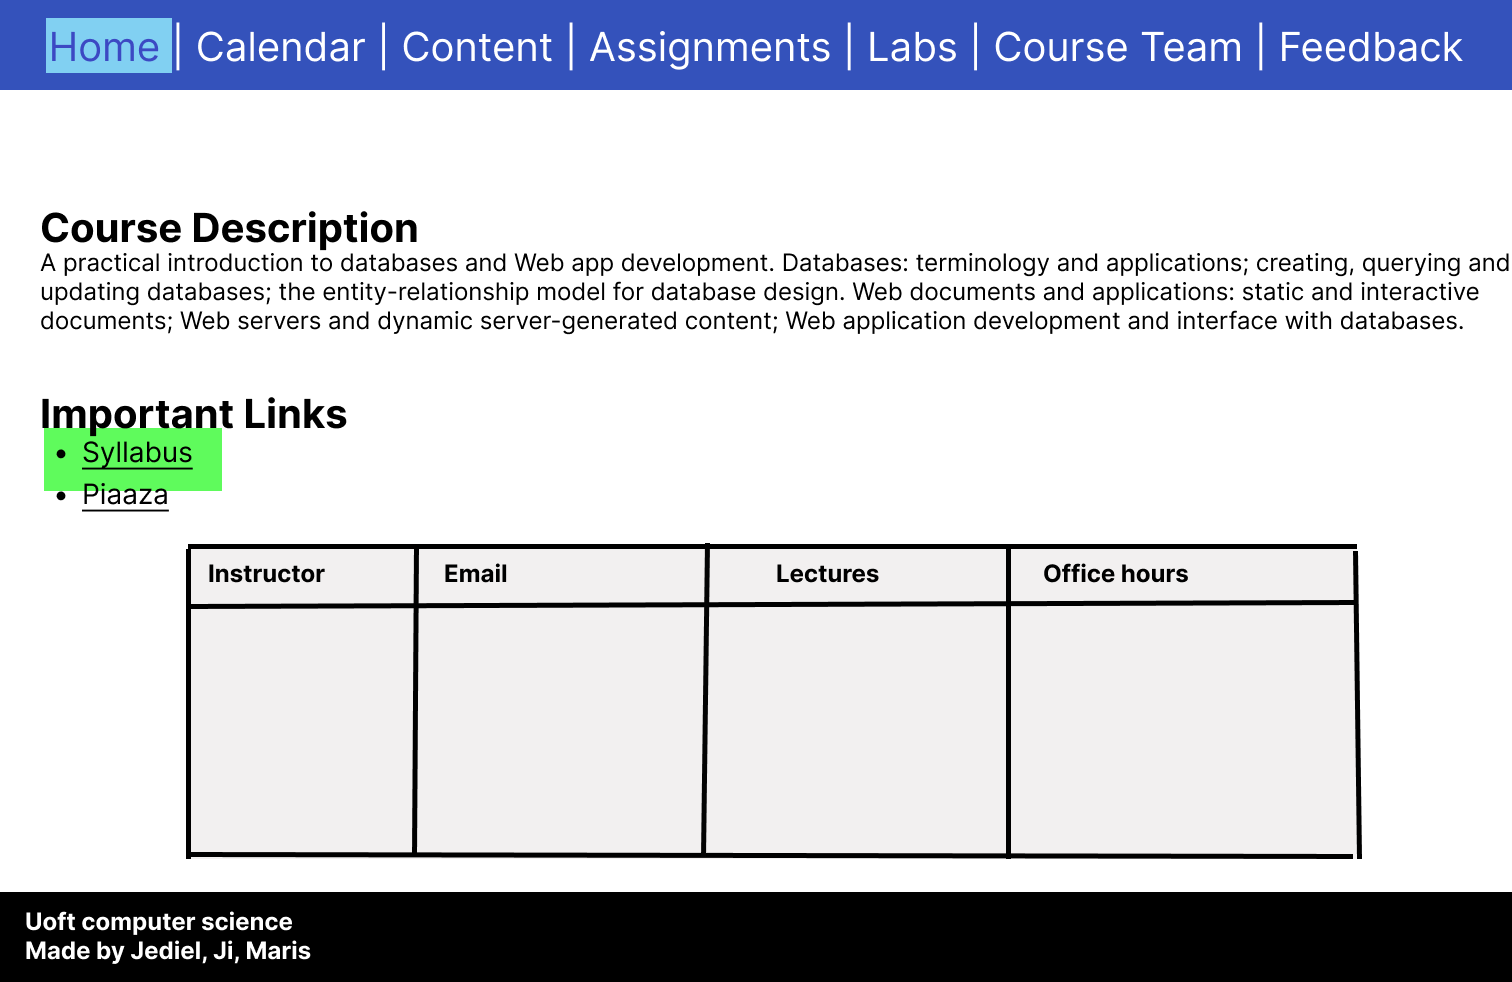 Home | Calendar | Content | Assignments | Labs | Course Team | Feedback
Course Description
A practical introduction to databases and Web app development. Databases: terminology and applications; creating, querying and
updating databases; the entity-relationship model for database design. Web documents and applications: static and interactive
documents; Web servers and dynamic server-generated content; Web application development and interface with databases.
Important Links
• Syllabus
• Piaaza
Instructor Email Lectures Office hours
Uoft computer science
Made by Jediel, Ji, Maris